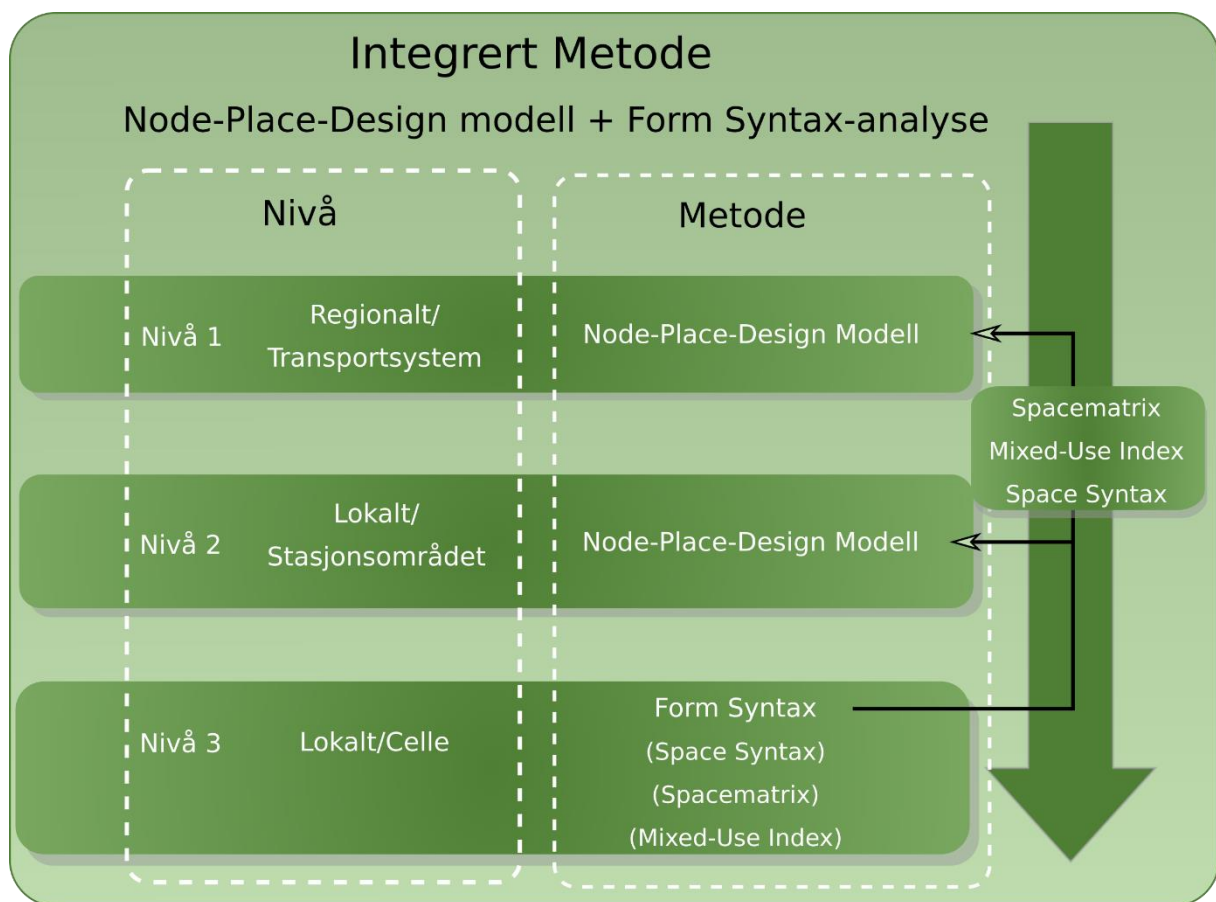 Integrert Metode
Node-Place-Design modell + Form Syntax-analyse
Nivå
Metode
Nivå 1
Regionalt/
Transportsystem
Node-Place-Design Modell
Spacematrix
Mixed-Use Index
Space Syntax
Nivå 2
Lokalt/
Stasjonsområdet
Node-Place-Design Modell
Nivå 3
Lokalt/Celle
Form Syntax
(Space Syntax)
(Spacematrix)
(Mixed-Use Index)